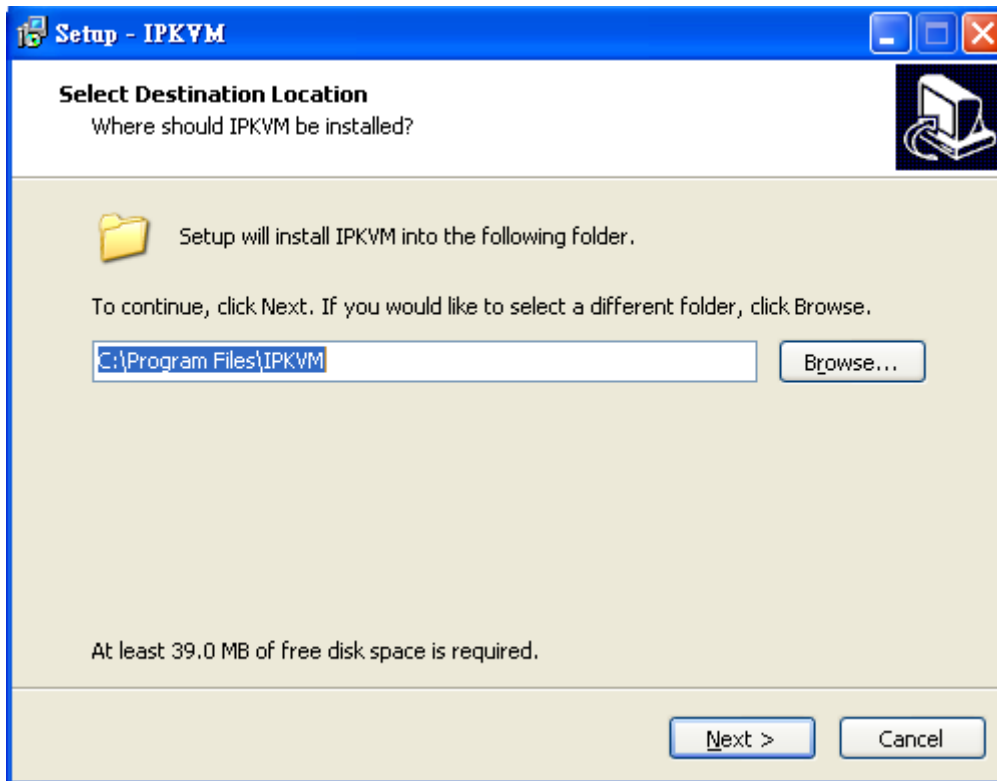 Setup - IPKVM
Select Destination Location
Where should IPKVM be installed?
Setup will install IPKVM into the following folder.
To continue, click Next. If you would like to select a different folder, click Browse.
C:\Program Files\IPKVM
Browse...
At least 39.0 MB of free disk space is required.
Next >
Cancel